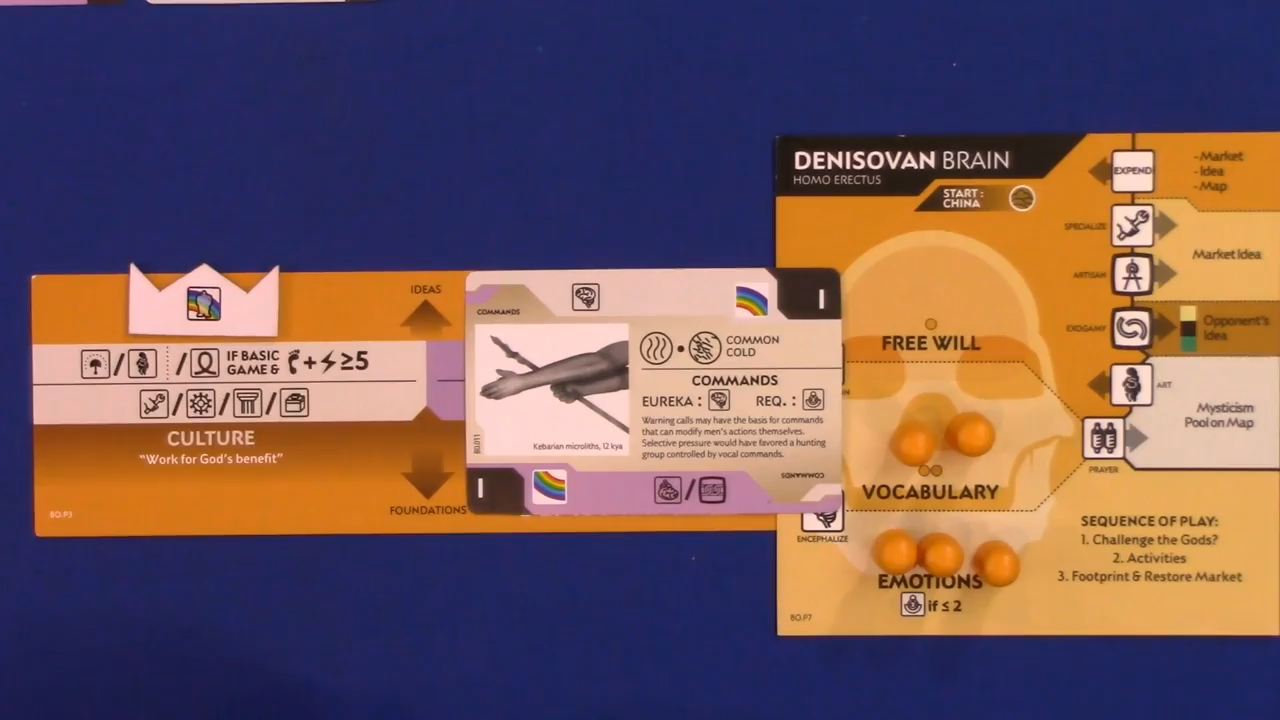 IDEAS
IF BASIC
GAME & + ≥5
CULTURE
"Work for God's benefit"
FOUNDATIONS
BO.P3
COMMANDS
I
COMMON
COLD
COMMANDS
EUREKA : REQ. :
Warning calls may have the basis for commands
that can modify men's actions themselves.
Selective pressure would have favored a hunting
group controlled by vocal commands.
Kebarian microliths, 12 kya
BO.011
COMMANDS
I
DENISOVAN BRAIN
HOMO ERECTUS
START :
CHINA
FREE WILL
VOCABULARY
EMOTIONS
if ≤ 2
ENCEPHALIZE
BO.P7
EXPEND
- Market
- Idea
- Map
SPECIALIZE
Market Idea
ARTISAN
EXOGAMY
Opponent's
Idea
ART
Mysticism
Pool on Map
PRAYER
SEQUENCE OF PLAY:
1. Challenge the Gods?
2. Activities
3. Footprint & Restore Market